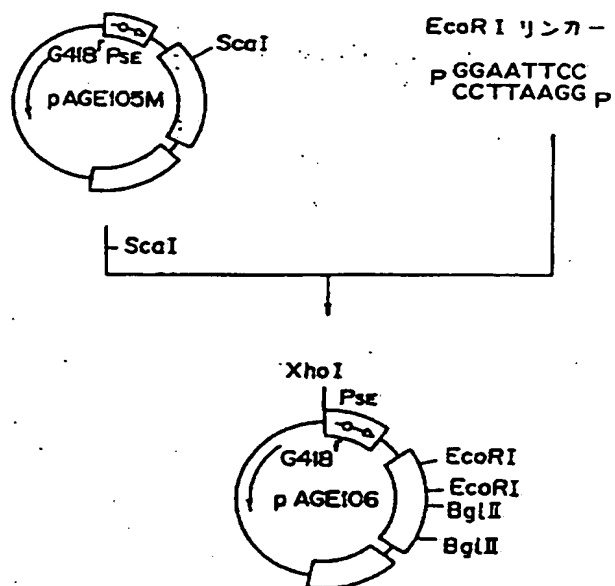 ScaI
G418ʳ PSE
pAGE105M
EcoRI リンカー
P GGAATTCC
CCTTAAGG P
ScaI
XhoI
PSE
G418ʳ
pAGE106
EcoRI
EcoRI
BglⅡ
BglⅡ